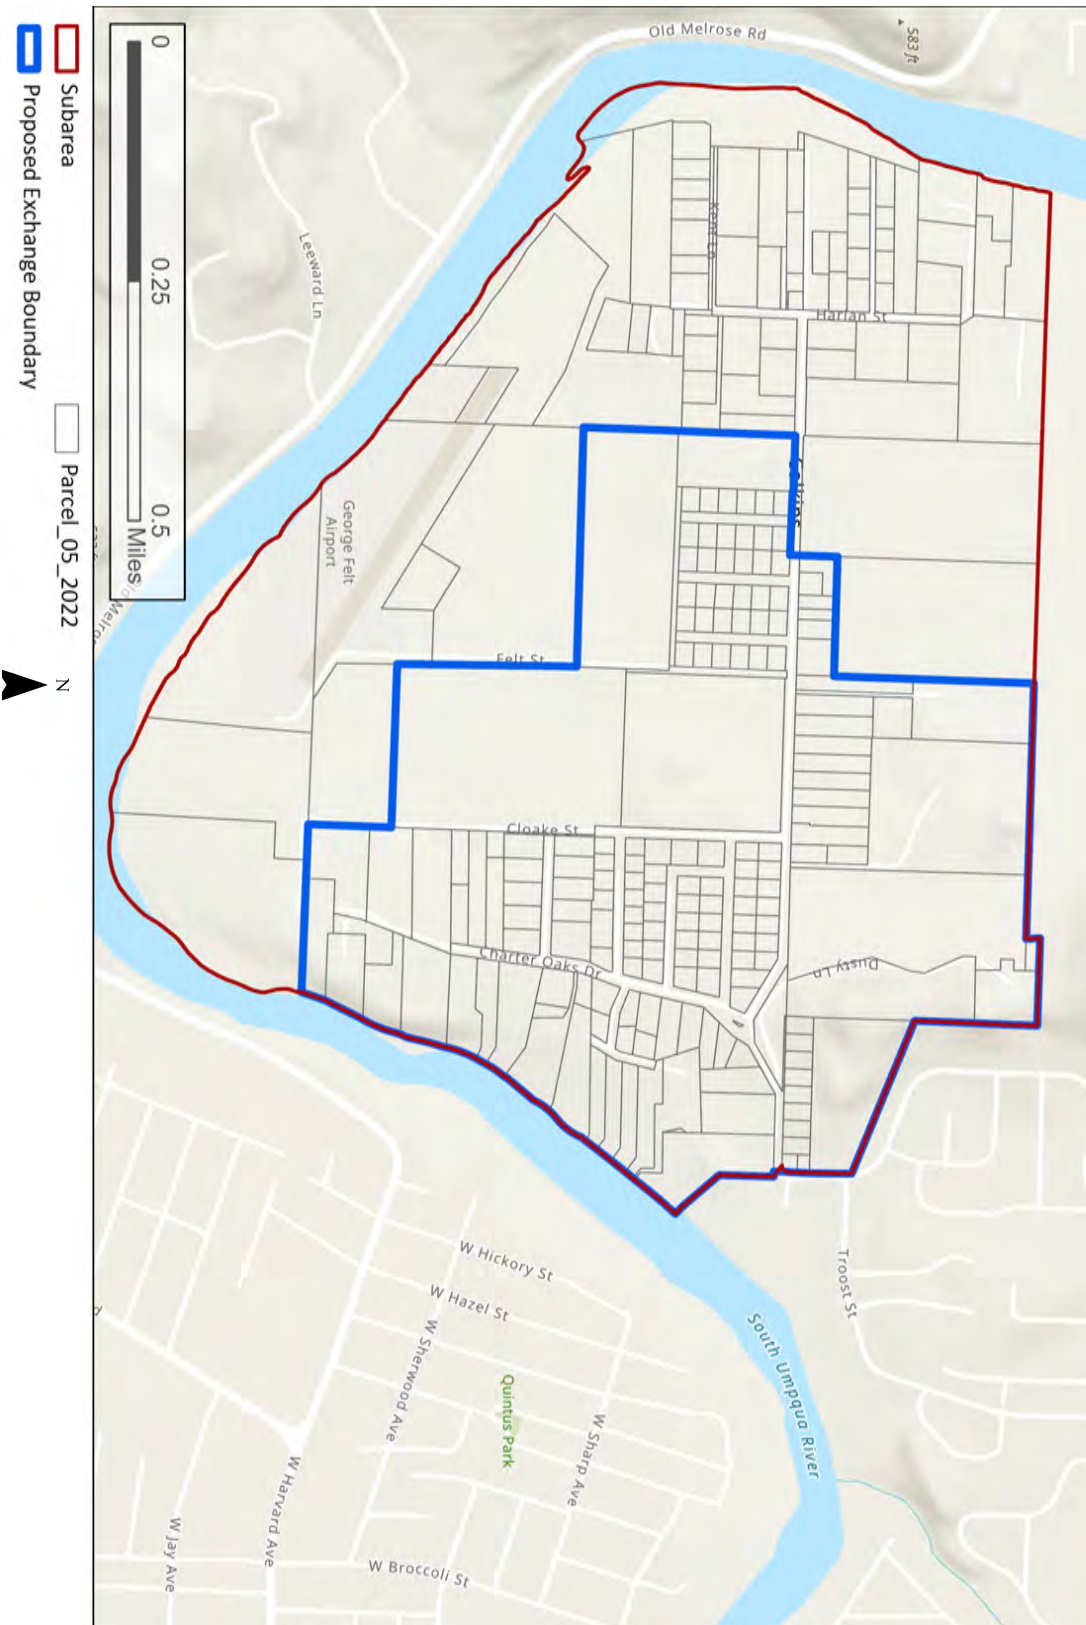 Old Melrose Rd
583 ft
Kent Ln
Harlan St
Leeward Ln
Calkins
George Felt
Airport
Felt St
Cloake St
Charter Oaks Dr
Dusty Ln
Troost St
South Umpqua River
W Hickory St
W Hazel St
W Sherwood Ave
Quintus Park
W Sharp Ave
W Harvard Ave
W Jay Ave
W Broccoli St
0 0.25 0.5
Miles
Subarea
Parcel_05_2022
Proposed Exchange Boundary
N